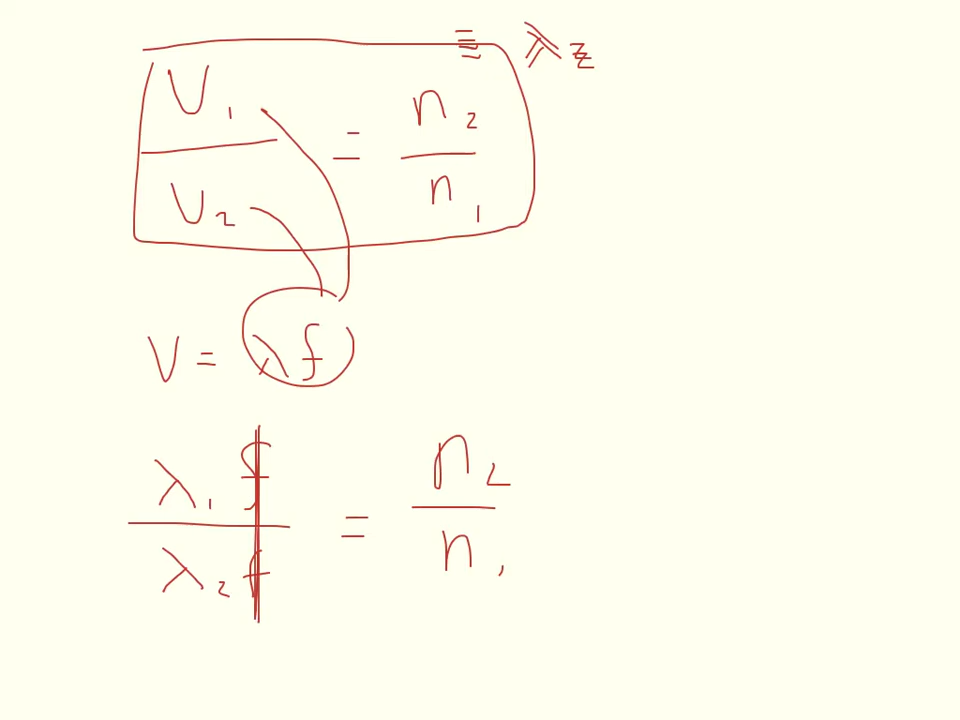 V₁ / V₂ = n₂ / n₁
V = λf
λ₁f / λ₂f = n₂ / n₁